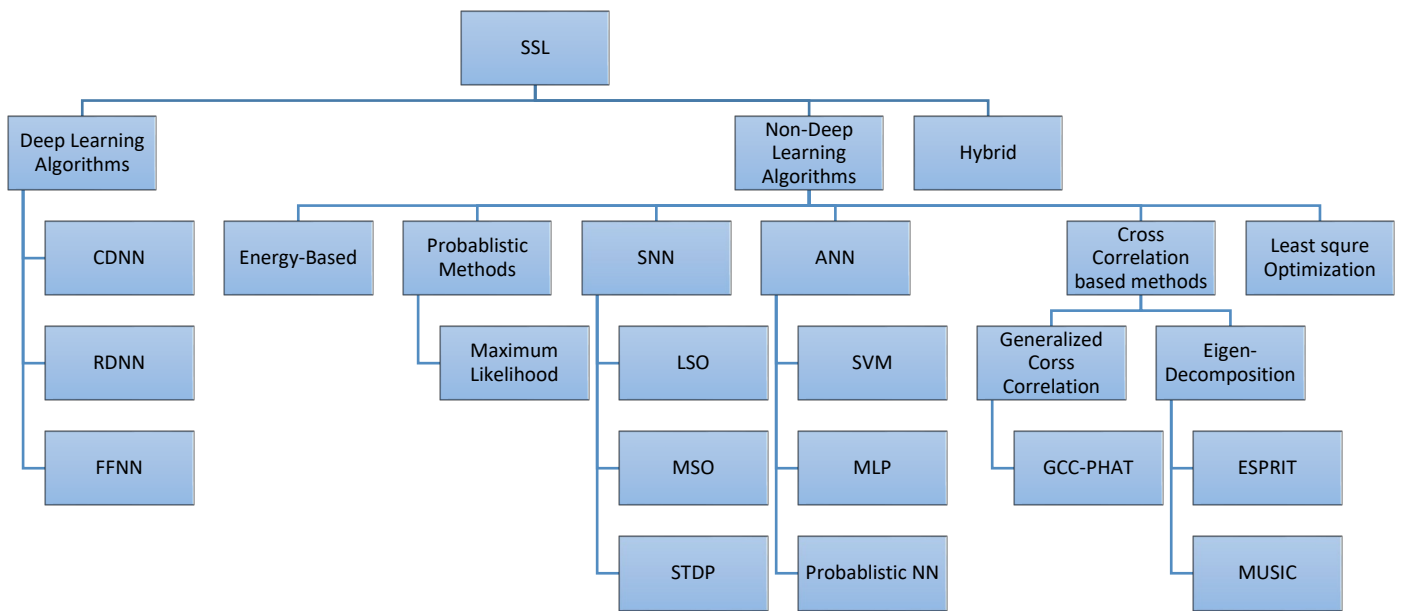 SSL
Deep Learning
Algorithms
Non-Deep
Learning
Algorithms
Hybrid
CDNN
RDNN
FFNN
Energy-Based
Probablistic
Methods
Maximum
Likelihood
SNN
LSO
MSO
STDP
ANN
SVM
MLP
Probablistic NN
Cross
Correlation
based methods
Generalized
Corss
Correlation
GCC-PHAT
Eigen-
Decomposition
ESPRIT
MUSIC
Least squre
Optimization